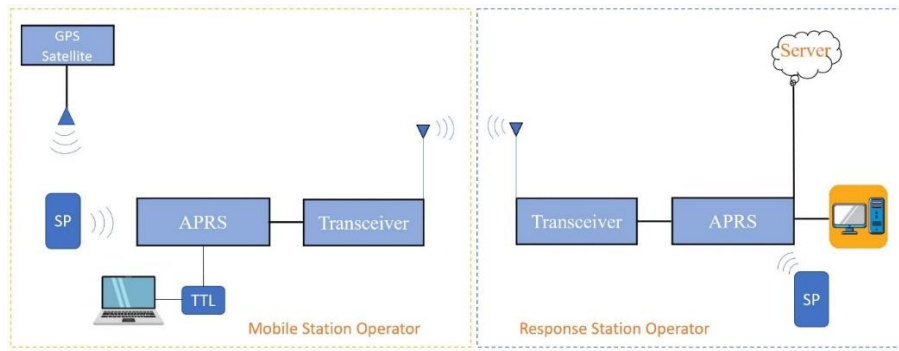 GPS
Satellite
SP
APRS
Transceiver
TTL
Mobile Station Operator
Server
Transceiver
APRS
SP
Response Station Operator